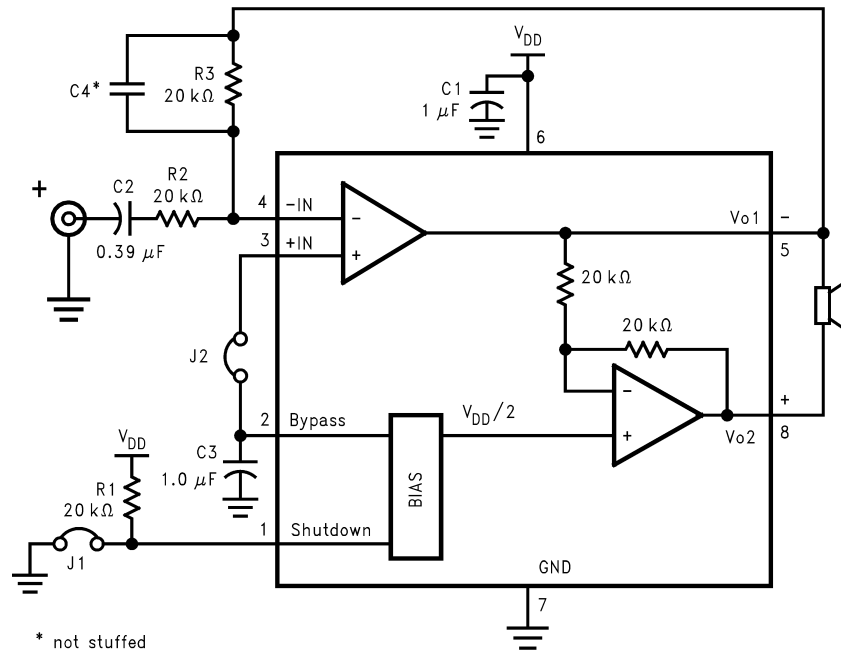 V_DD
C1
1 μF
6
C4*
R3
20 kΩ
+
C2
0.39 μF
R2
20 kΩ
4
-IN
3
+IN
-
+
Vo1
-
5
20 kΩ
20 kΩ
J2
2
Bypass
V_DD/2
-
+
+
Vo2
8
C3
1.0 μF
BIAS
V_DD
R1
20 kΩ
1
Shutdown
J1
GND
7
* not stuffed